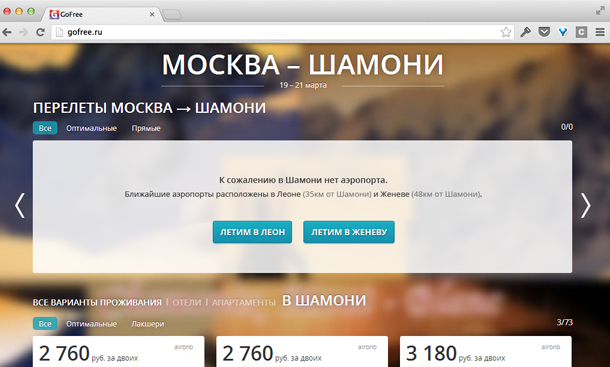 GoFree
gofree.ru
МОСКВА – ШАМОНИ
19 – 21 марта
ПЕРЕЛЕТЫ МОСКВА → ШАМОНИ
Все Оптимальные Прямые 0/0
К сожалению в Шамони нет аэропорта.
Ближайшие аэропорты расположены в Леоне (35км от Шамони) и Женеве (48км от Шамони).
ЛЕТИМ В ЛЕОН ЛЕТИМ В ЖЕНЕВУ
ВСЕ ВАРИАНТЫ ПРОЖИВАНИЯ | ОТЕЛИ | АПАРТАМЕНТЫ В ШАМОНИ
Все Оптимальные Лакшери 3/73
2 760 руб. за двоих airbnb 2 760 руб. за двоих airbnb 3 180 руб. за двоих airbnb